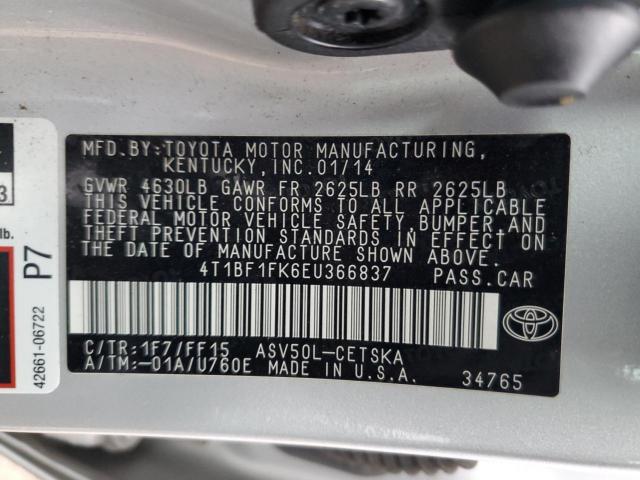 MFD.BY:TOYOTA MOTOR MANUFACTURING,
KENTUCKY,INC.01/14
GVWR 4630LB GAWR FR 2625LB RR 2625LB
THIS VEHICLE CONFORMS TO ALL APPLICABLE
FEDERAL MOTOR VEHICLE SAFETY,BUMPER,AND
THEFT PREVENTION STANDARDS IN EFFECT ON
THE DATE OF MANUFACTURE SHOWN ABOVE.
4T1BF1FK6EU366837 PASS.CAR
C/TR:1F7/FF15 ASV50L-CETSKA
A/TM:-01A/U760E MADE IN U.S.A. 34765
3
lb.
P7
42661-06722